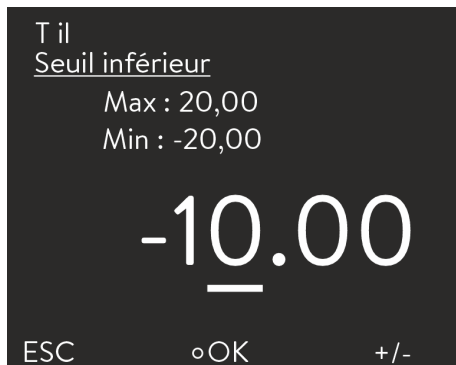 T il
Seuil inférieur
Max : 20,00
Min : -20,00
-10.00
ESC
○OK
+/-